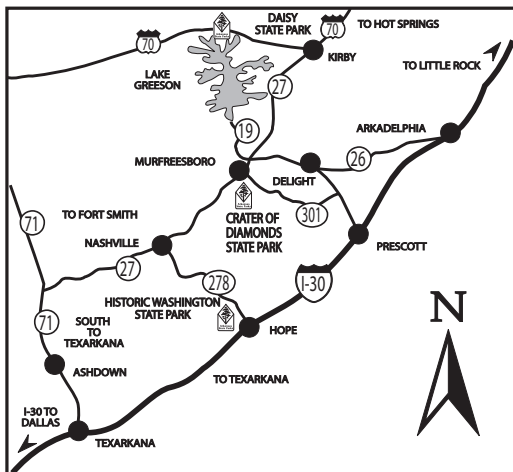 DAISY
STATE PARK
TO HOT SPRINGS
70
70
KIRBY
LAKE
GREESON
27
TO LITTLE ROCK
19
ARKADELPHIA
MURFREESBORO
26
DELIGHT
71
TO FORT SMITH
CRATER OF
DIAMONDS
STATE PARK
301
NASHVILLE
PRESCOTT
27
278
I-30
HISTORIC WASHINGTON
STATE PARK
N
71
SOUTH
TO
TEXARKANA
HOPE
ASHDOWN
TO TEXARKANA
I-30 TO
DALLAS
TEXARKANA